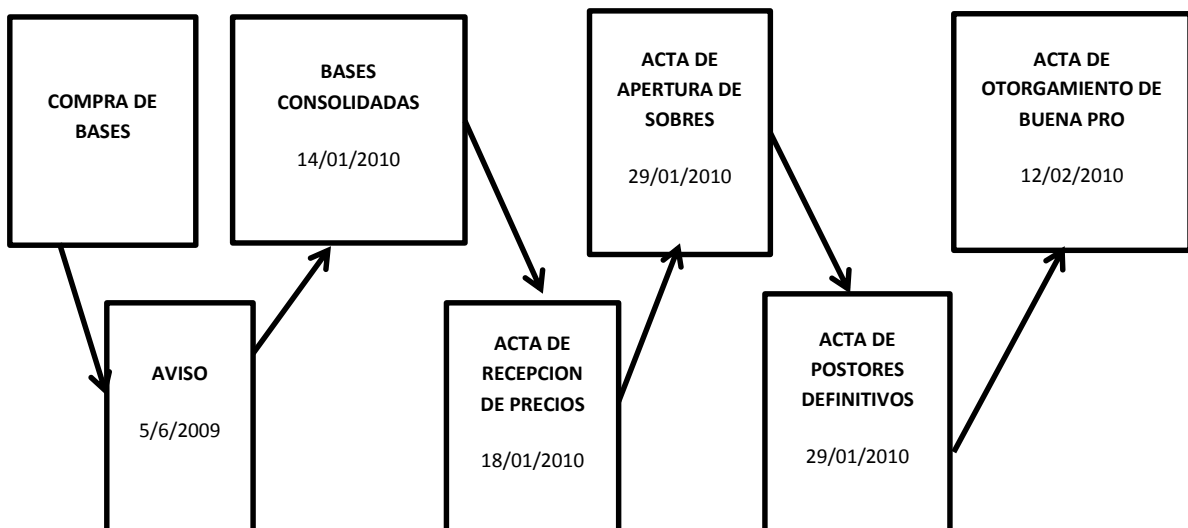 COMPRA DE
BASES
AVISO
5/6/2009
BASES
CONSOLIDADAS
14/01/2010
ACTA DE
RECEPCION
DE PRECIOS
18/01/2010
ACTA DE
APERTURA DE
SOBRES
29/01/2010
ACTA DE
POSTORES
DEFINITIVOS
29/01/2010
ACTA DE
OTORGAMIENTO DE
BUENA PRO
12/02/2010